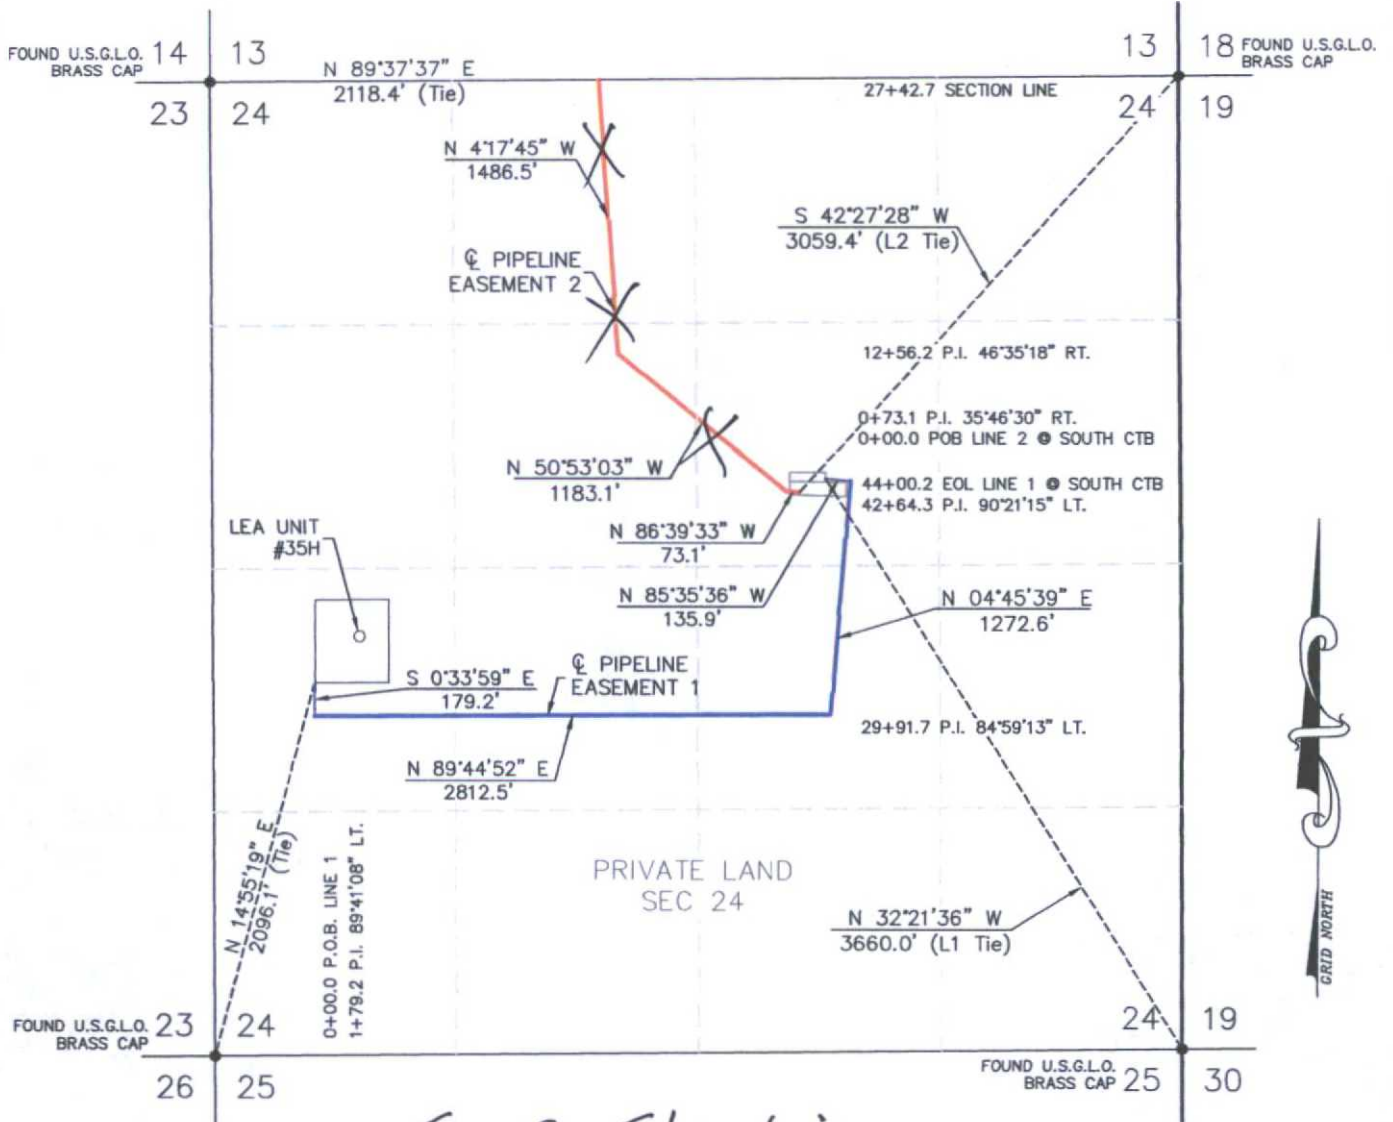 FOUND U.S.G.L.O.
BRASS CAP
14 13
23 24
N 89°37'37" E
2118.4' (Tie)
13 18
24 19
FOUND U.S.G.L.O.
BRASS CAP
27+42.7 SECTION LINE
N 4°17'45" W
1486.5'
S 42°27'28" W
3059.4' (L2 Tie)
℄ PIPELINE
EASEMENT 2
12+56.2 P.I. 46°35'18" RT.
0+73.1 P.I. 35°46'30" RT.
0+00.0 POB LINE 2 @ SOUTH CTB
N 50°53'03" W
1183.1'
44+00.2 EOL LINE 1 @ SOUTH CTB
42+64.3 P.I. 90°21'15" LT.
LEA UNIT
#35H
N 86°39'33" W
73.1'
N 85°35'36" W
135.9'
N 04°45'39" E
1272.6'
S 0°33'59" E
179.2'
℄ PIPELINE
EASEMENT 1
29+91.7 P.I. 84°59'13" LT.
N 89°44'52" E
2812.5'
N 14°55'19" E
2096.1' (Tie)
0+00.0 P.O.B. LINE 1
1+79.2 P.I. 89°41'08" LT.
PRIVATE LAND
SEC 24
N 32°21'36" W
3660.0' (L1 Tie)
GRID NORTH
FOUND U.S.G.L.O.
BRASS CAP
23 24
26 25
24 19
25 30
FOUND U.S.G.L.O.
BRASS CAP